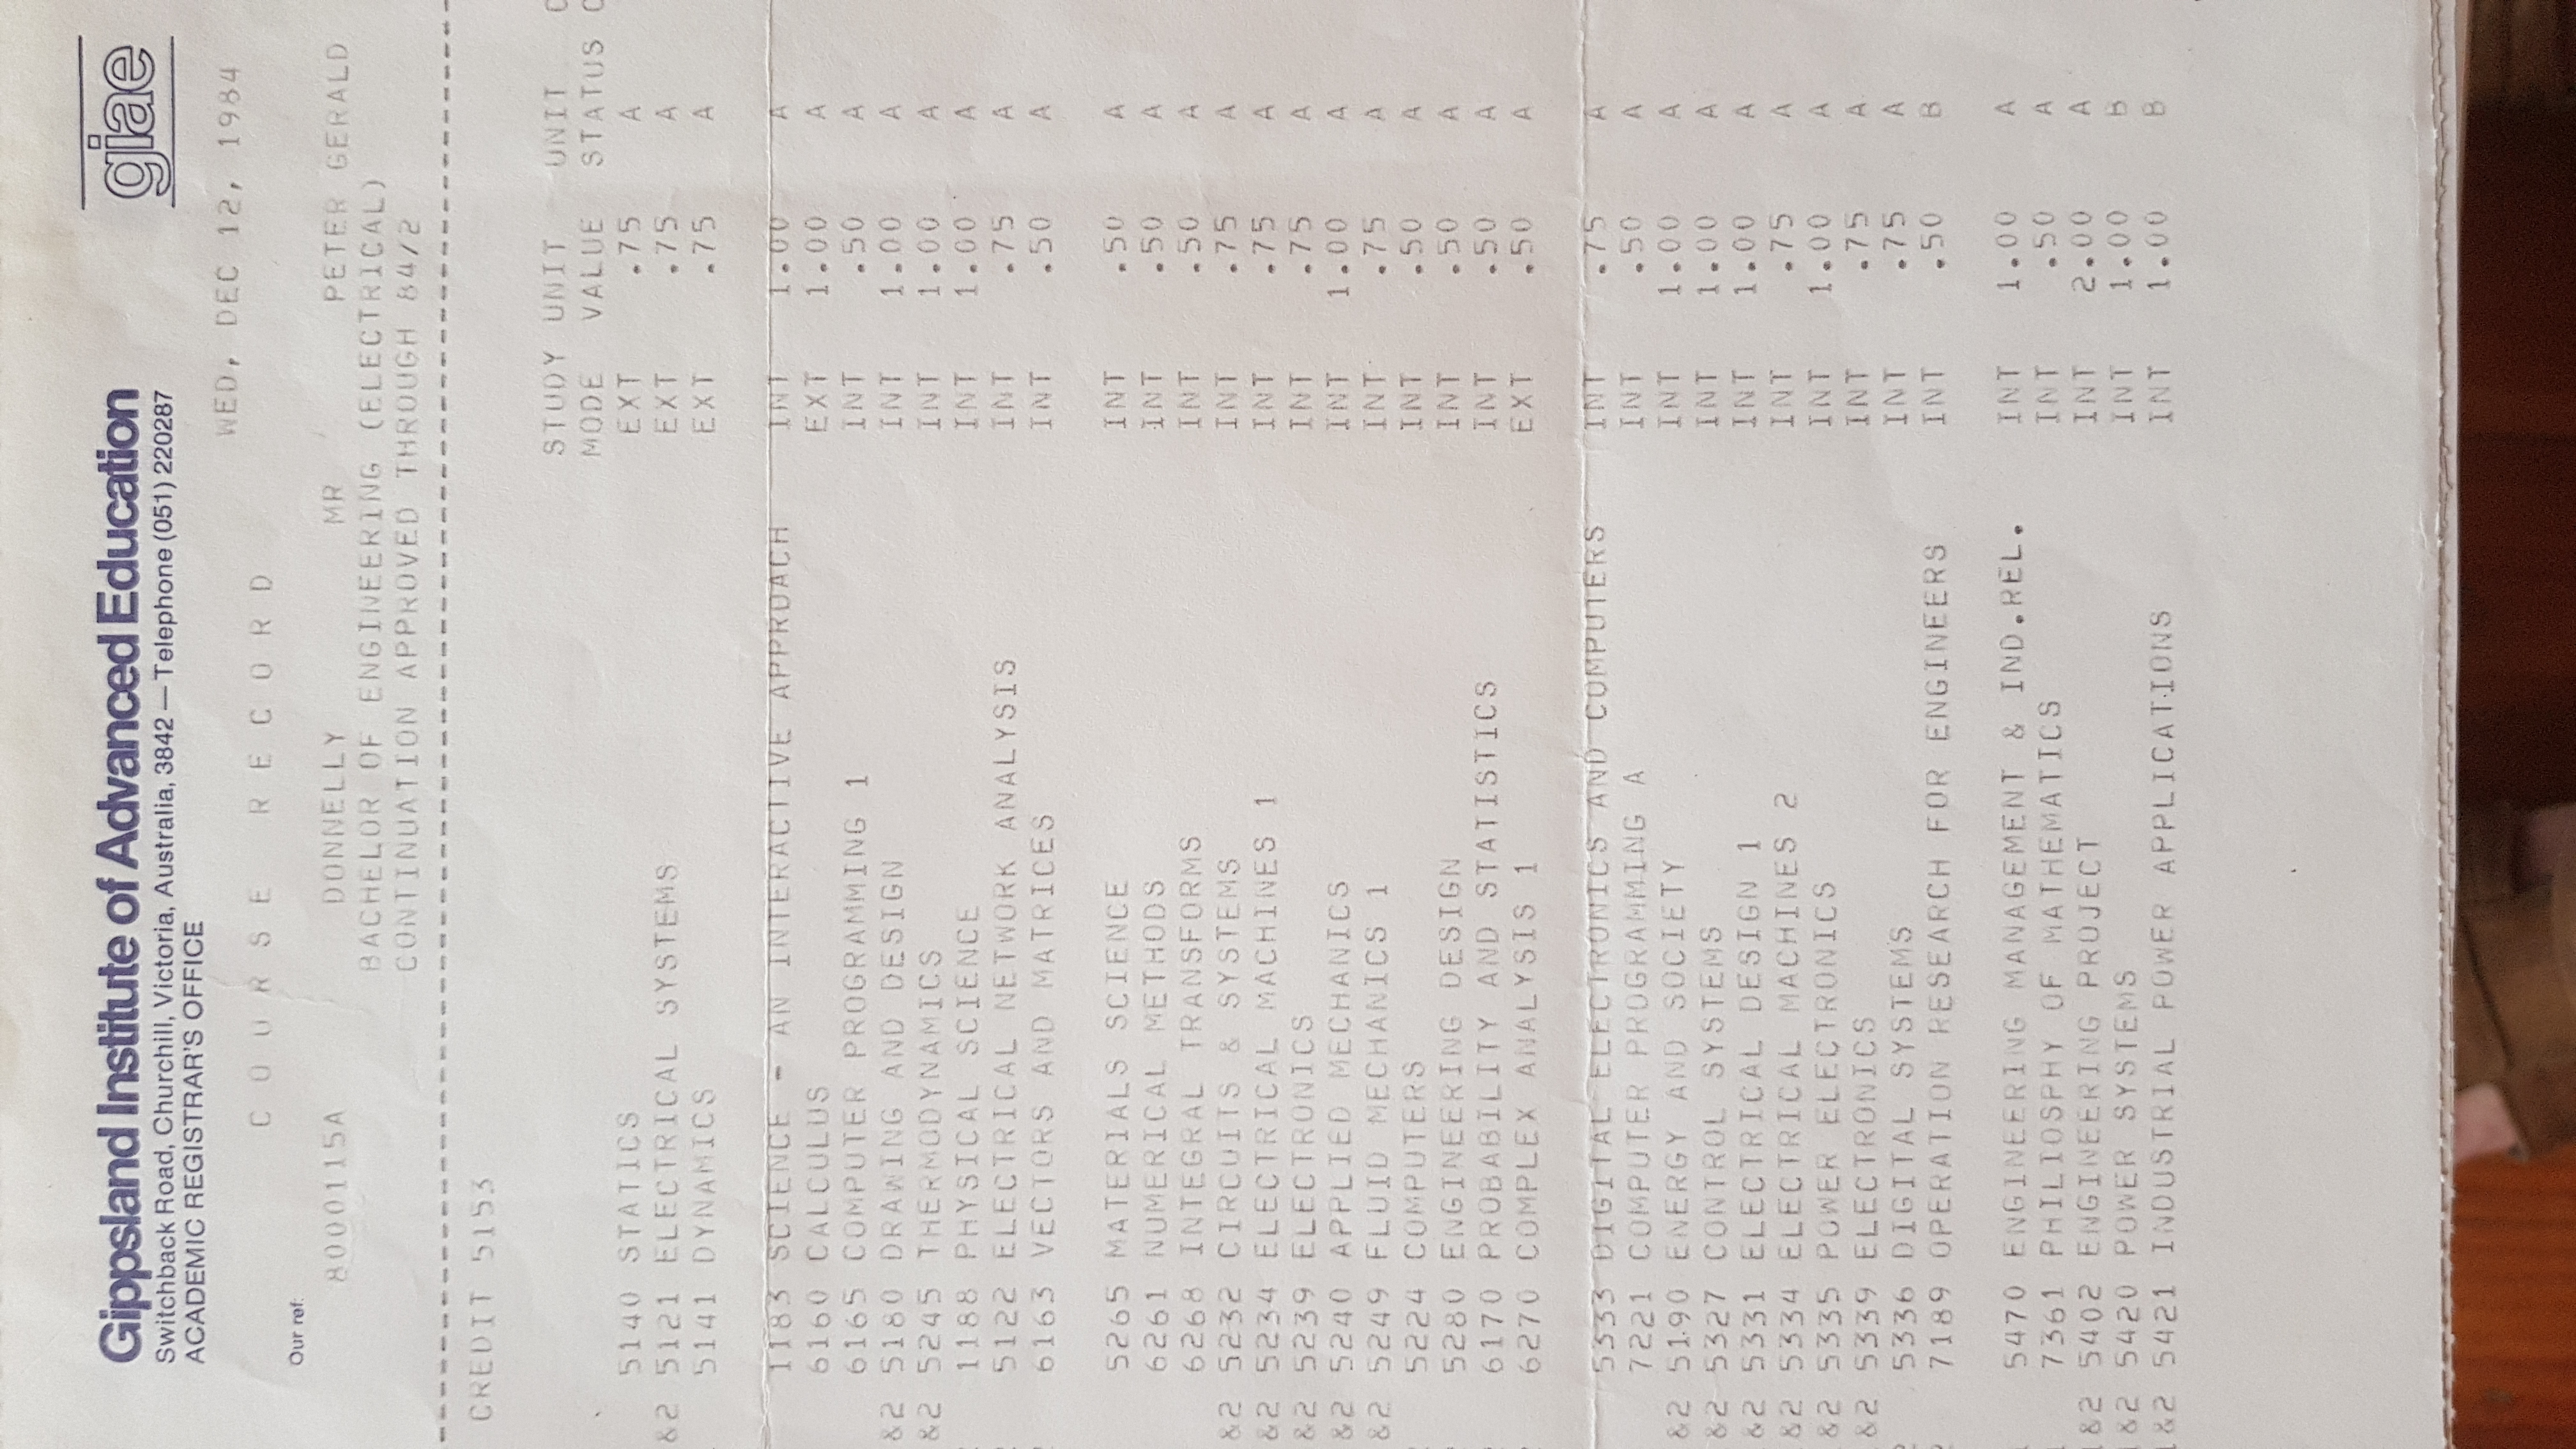 Gippsland Institute of Advanced Education
giae
Switchback Road, Churchill, Victoria, Australia, 3842 — Telephone (051) 220287
ACADEMIC REGISTRAR'S OFFICE
WED, DEC 12, 1984
C O U R S E   R E C O R D
Our ref:
8000115A DONNELLY MR PETER GERALD
BACHELOR OF ENGINEERING (ELECTRICAL)
CONTINUATION APPROVED THROUGH 84/2
CREDIT 5153
STUDY UNIT UNIT
MODE VALUE STATUS
5140 STATICS EXT .75 A
&2 5121 ELECTRICAL SYSTEMS EXT .75 A
5141 DYNAMICS EXT .75 A
1183 SCIENCE - AN INTERACTIVE APPROACH INT 1.00 A
6160 CALCULUS EXT 1.00 A
6165 COMPUTER PROGRAMMING 1 INT .50 A
&2 5180 DRAWING AND DESIGN INT 1.00 A
&2 5245 THERMODYNAMICS INT 1.00 A
1188 PHYSICAL SCIENCE INT 1.00 A
5122 ELECTRICAL NETWORK ANALYSIS INT .75 A
6163 VECTORS AND MATRICES INT .50 A
5265 MATERIALS SCIENCE INT .50 A
6261 NUMERICAL METHODS INT .50 A
6268 INTEGRAL TRANSFORMS INT .50 A
&2 5232 CIRCUITS & SYSTEMS INT .75 A
&2 5234 ELECTRICAL MACHINES 1 INT .75 A
&2 5239 ELECTRONICS INT .75 A
&2 5240 APPLIED MECHANICS INT 1.00 A
&2 5249 FLUID MECHANICS 1 INT .75 A
5224 COMPUTERS INT .50 A
5280 ENGINEERING DESIGN INT .50 A
6170 PROBABILITY AND STATISTICS INT .50 A
6270 COMPLEX ANALYSIS 1 EXT .50 A
5333 DIGITAL ELECTRONICS AND COMPUTERS INT .75 A
7221 COMPUTER PROGRAMMING A INT .50 A
&2 5190 ENERGY AND SOCIETY INT 1.00 A
&2 5327 CONTROL SYSTEMS INT 1.00 A
&2 5331 ELECTRICAL DESIGN 1 INT 1.00 A
&2 5334 ELECTRICAL MACHINES 2 INT .75 A
&2 5335 POWER ELECTRONICS INT 1.00 A
&2 5339 ELECTRONICS INT .75 A
5336 DIGITAL SYSTEMS INT .75 A
7189 OPERATION RESEARCH FOR ENGINEERS INT .50 B
5470 ENGINEERING MANAGEMENT & IND.REL. INT 1.00 A
7361 PHILIOSPHY OF MATHEMATICS INT .50 A
&2 5402 ENGINEERING PROJECT INT 2.00 A
&2 5420 POWER SYSTEMS INT 1.00 B
&2 5421 INDUSTRIAL POWER APPLICATIONS INT 1.00 B